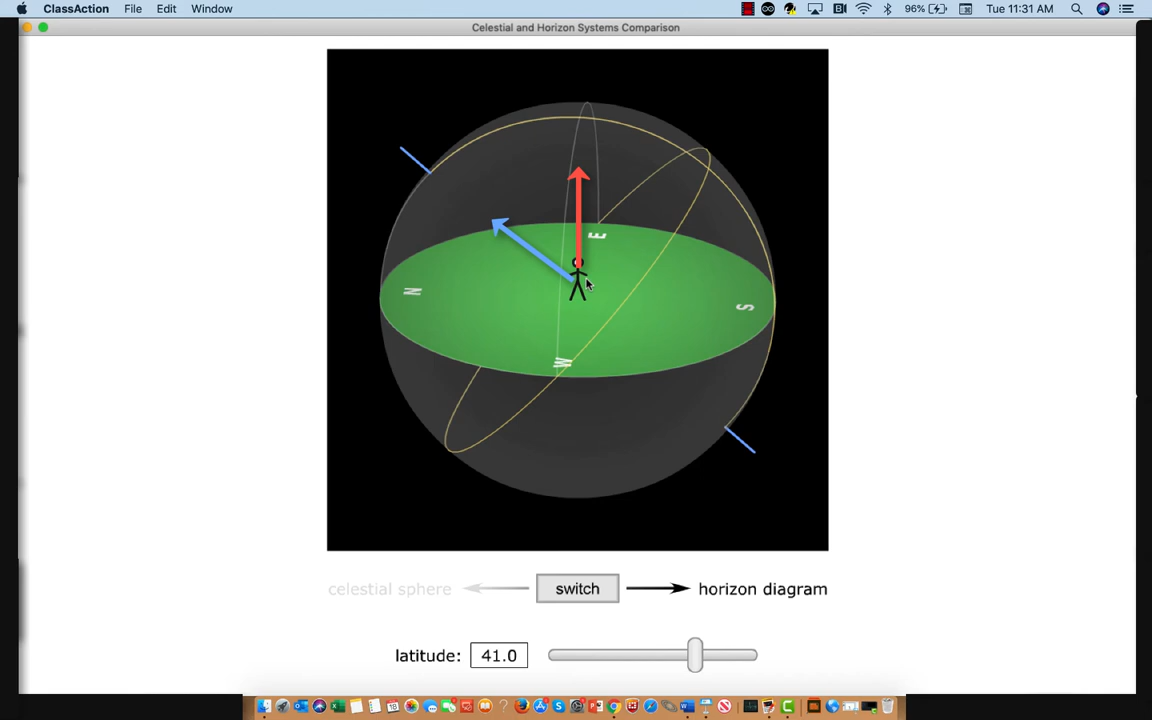 ClassAction File Edit Window 96% Tue 11:31 AM
Celestial and Horizon Systems Comparison
E
N
S
W
celestial sphere switch horizon diagram
latitude: 41.0